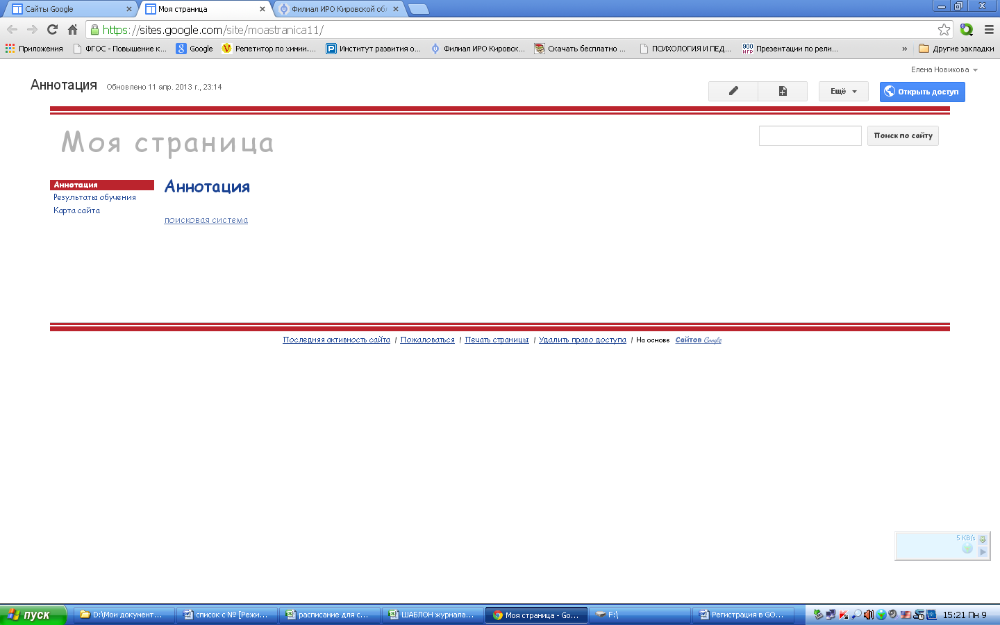 Сайты Google
Моя страница
Филиал ИРО Кировской об
https://sites.google.com/site/moastranica11/
Приложения
ФГОС - Повышение к...
Google
Репетитор по химии....
Институт развития о...
Филиал ИРО Кировск...
Скачать бесплатно ...
ПСИХОЛОГИЯ И ПЕД...
900 игр
Презентации по рели...
»
Другие закладки
Елена Новикова
Аннотация
Обновлено 11 апр. 2013 г., 23:14
Ещё
Открыть доступ
Моя страница
Поиск по сайту
Аннотация
Результаты обучения
Карта сайта
Аннотация
поисковая система
Последняя активность сайта | Пожаловаться | Печать страницы | Удалить право доступа | На основе Сайтов Google
5 KB/s
пуск
D:\Мои документ...
список с № [Режи...
расписание для с...
ШАБЛОН журнала...
Моя страница - Go...
F:\
Регистрация в GO...
15:21 Пн 9